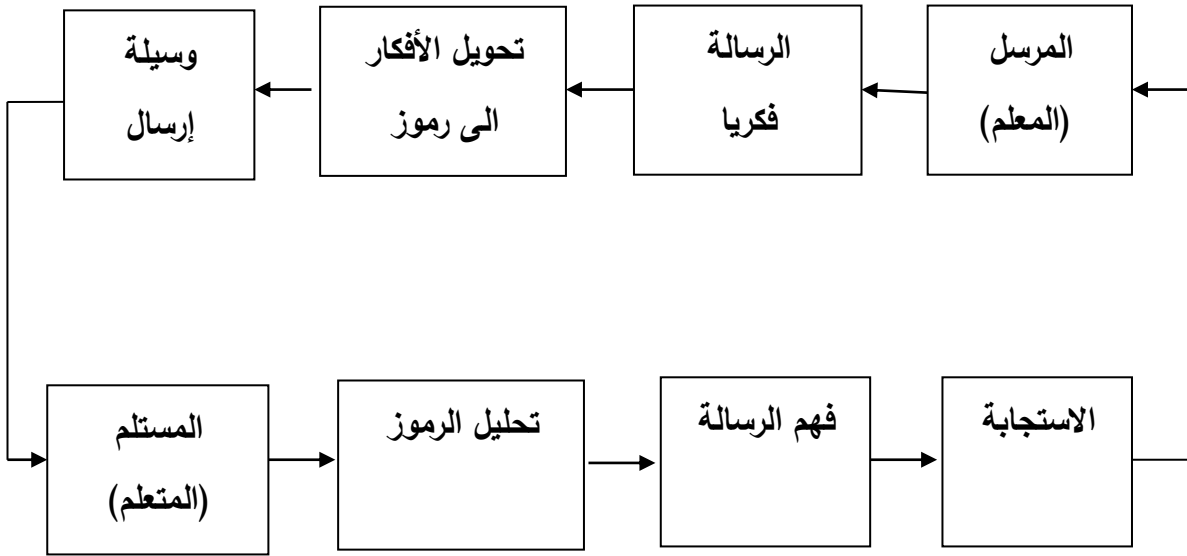 المرسل
(المعلم)
الرسالة
فكريا
تحويل الأفكار
الى رموز
وسيلة
إرسال
المستلم
(المتعلم)
تحليل الرموز
فهم الرسالة
الاستجابة